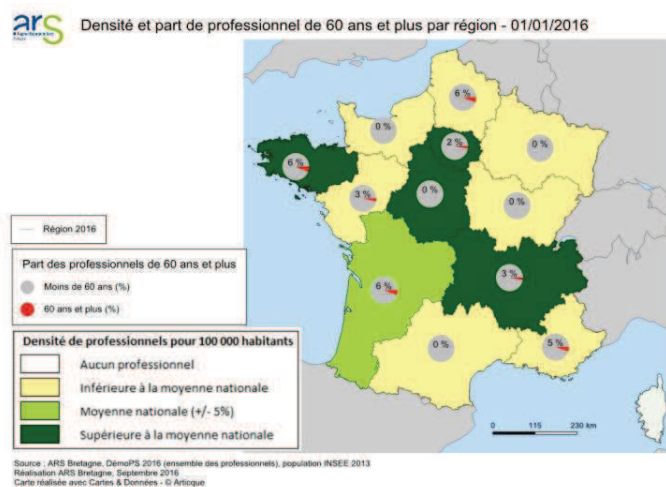 ars
Densité et part de professionnel de 60 ans et plus par région - 01/01/2016
6 %
0 %
2 %
0 %
6 %
3 %
0 %
0 %
3 %
6 %
0 %
5 %
Région 2016
Part des professionnels de 60 ans et plus
Moins de 60 ans (%)
60 ans et plus (%)
Densité de professionnels pour 100 000 habitants
Aucun professionnel
Inférieure à la moyenne nationale
Moyenne nationale (+/- 5%)
Supérieure à la moyenne nationale
0 115 230 km
Source : ARS Bretagne, DémoPS 2016 (ensemble des professionnels), population INSEE 2013
Réalisation ARS Bretagne, Septembre 2016
Carte réalisée avec Cartes & Données - © Articque